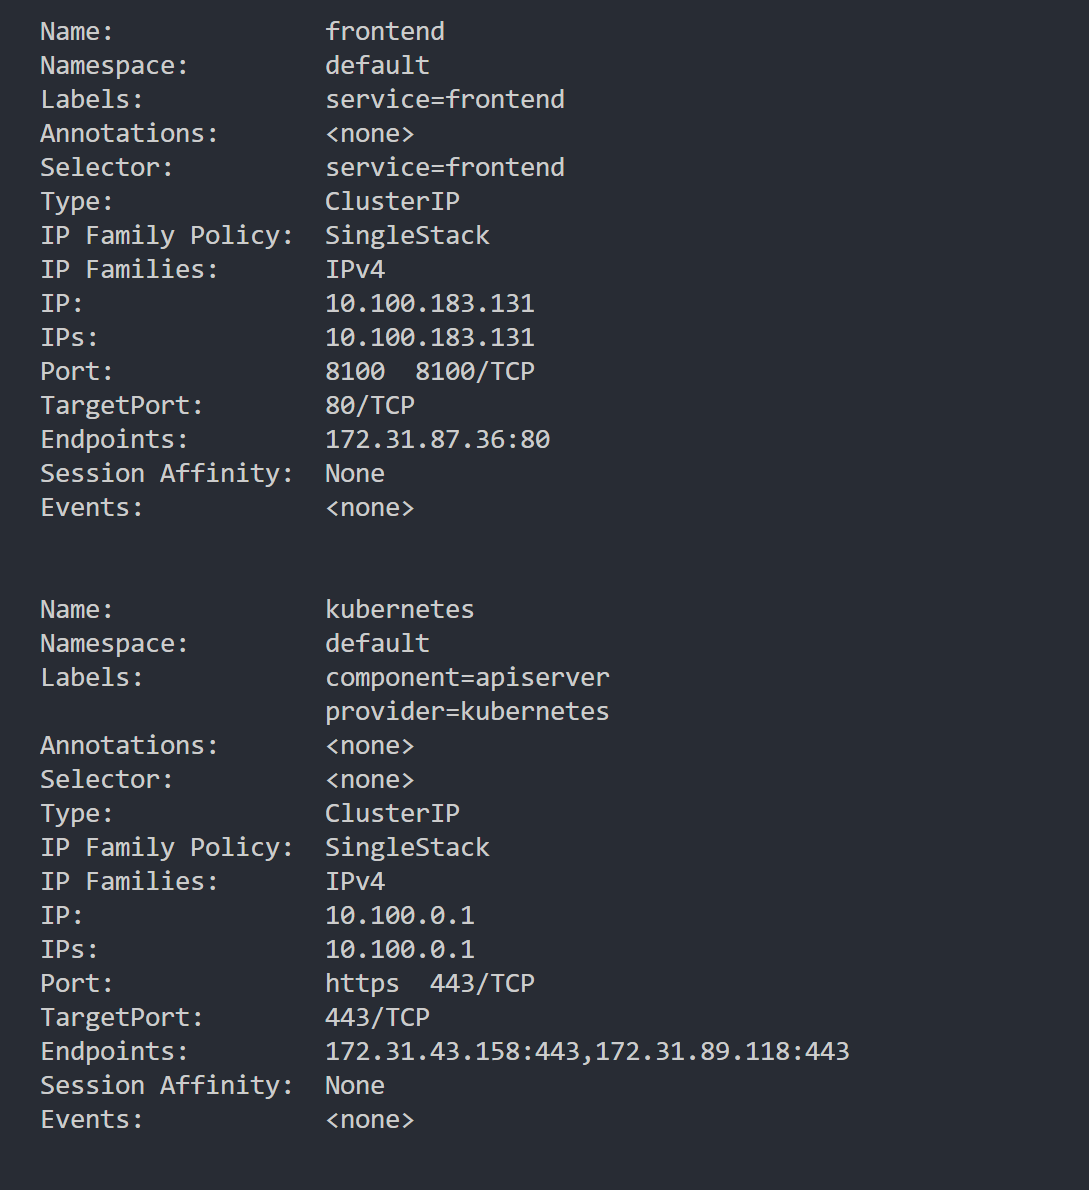 Name: frontend
Namespace: default
Labels: service=frontend
Annotations: <none>
Selector: service=frontend
Type: ClusterIP
IP Family Policy: SingleStack
IP Families: IPv4
IP: 10.100.183.131
IPs: 10.100.183.131
Port: 8100 8100/TCP
TargetPort: 80/TCP
Endpoints: 172.31.87.36:80
Session Affinity: None
Events: <none>
Name: kubernetes
Namespace: default
Labels: component=apiserver
provider=kubernetes
Annotations: <none>
Selector: <none>
Type: ClusterIP
IP Family Policy: SingleStack
IP Families: IPv4
IP: 10.100.0.1
IPs: 10.100.0.1
Port: https 443/TCP
TargetPort: 443/TCP
Endpoints: 172.31.43.158:443,172.31.89.118:443
Session Affinity: None
Events: <none>